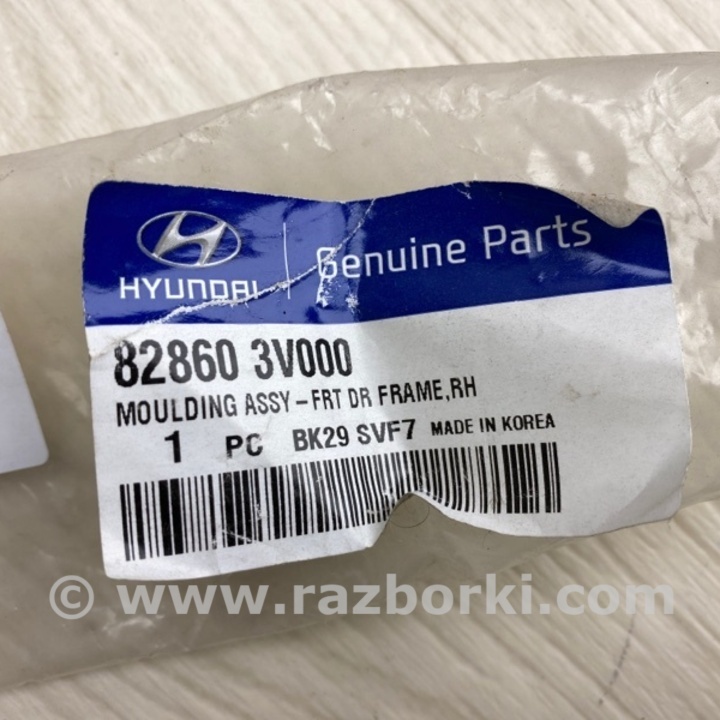 HYUNDAI
Genuine Parts
82860 3V000
MOULDING ASSY-FRT DR FRAME,RH
1 PC BK29 SVF7 MADE IN KOREA
© www.razborki.com